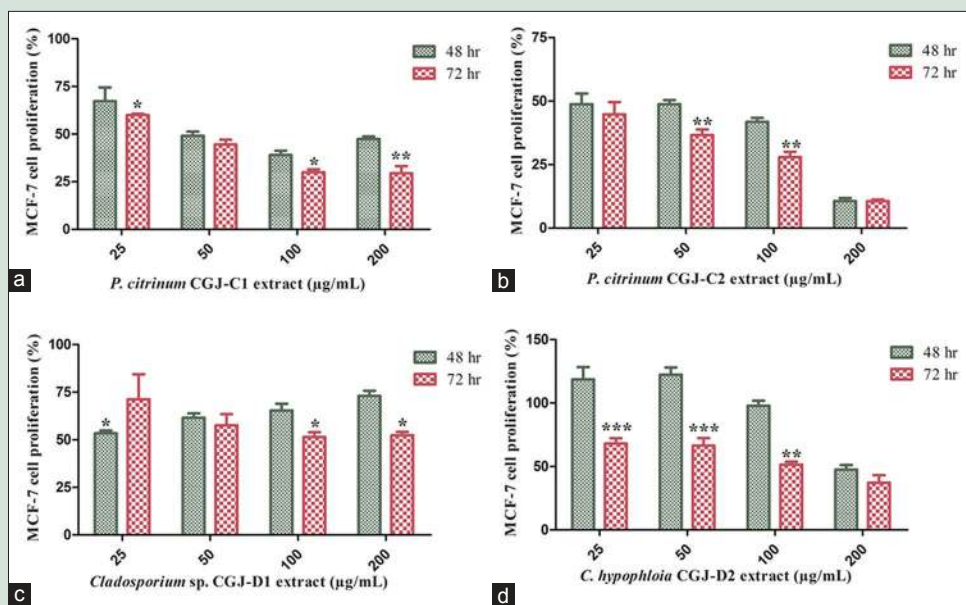 100
75
50
25
0
MCF-7 cell proliferation (%)
48 hr
72 hr
*
*
**
25
50
100
200
a
P. citrinum CGJ-C1 extract (µg/mL)
75
50
25
0
MCF-7 cell proliferation (%)
48 hr
72 hr
**
**
25
50
100
200
b
P. citrinum CGJ-C2 extract (µg/mL)
100
75
50
25
0
MCF-7 cell proliferation (%)
48 hr
72 hr
*
*
*
25
50
100
200
c
Cladosporium sp. CGJ-D1 extract (µg/mL)
150
100
50
0
MCF-7 cell proliferation (%)
48 hr
72 hr
***
***
**
25
50
100
200
d
C. hypophloia CGJ-D2 extract (µg/mL)